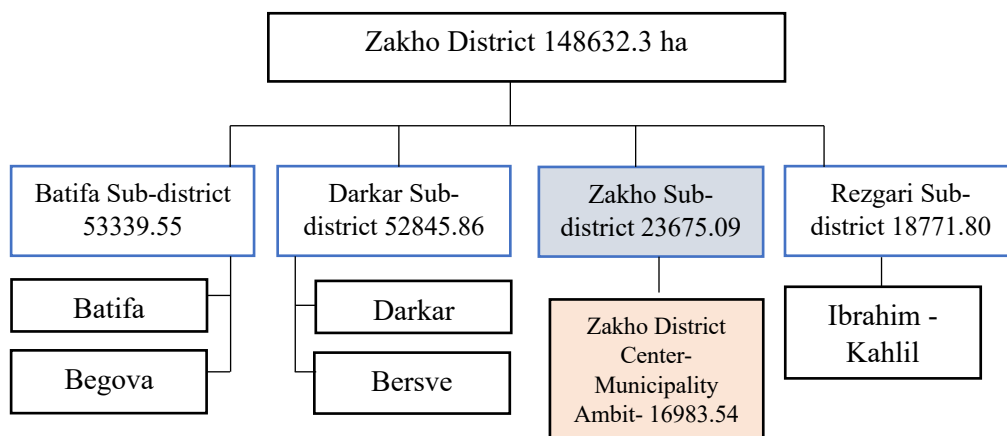 Zakho District 148632.3 ha
Batifa Sub-district
53339.55
Darkar Sub-
district 52845.86
Zakho Sub-
district 23675.09
Rezgari Sub-
district 18771.80
Batifa
Begova
Darkar
Bersve
Zakho District
Center-
Municipality
Ambit- 16983.54
Ibrahim -
Kahlil